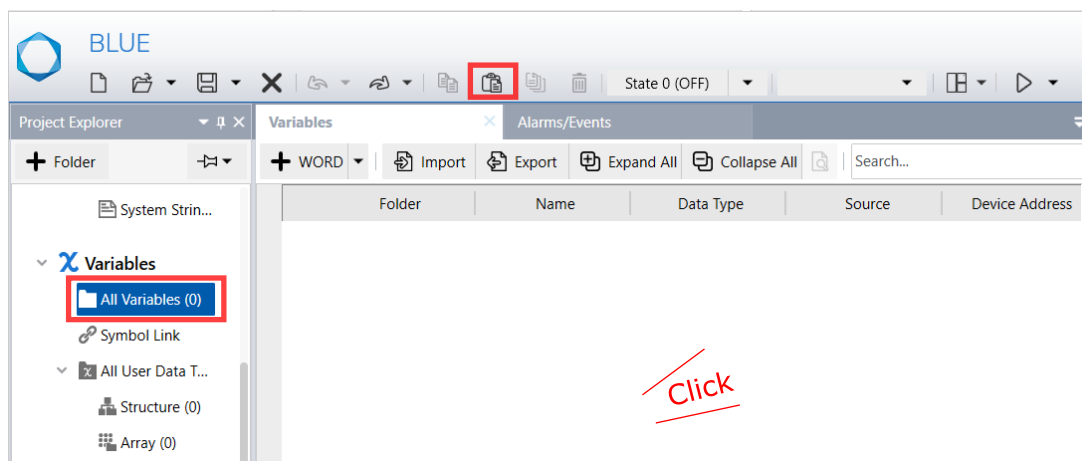 BLUE
State 0 (OFF)
Project Explorer
Variables
Alarms/Events
Folder
WORD
Import
Export
Expand All
Collapse All
Search...
Folder
Name
Data Type
Source
Device Address
System Strin...
Variables
All Variables (0)
Symbol Link
All User Data T...
Structure (0)
Array (0)
Click